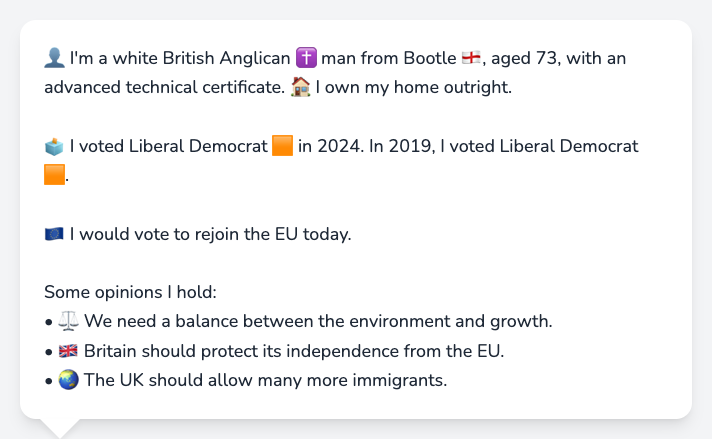 👤 I'm a white British Anglican ✝️ man from Bootle 🏴󠁧󠁢󠁥󠁮󠁧󠁿, aged 73, with an
advanced technical certificate. 🏠 I own my home outright.
🗳️ I voted Liberal Democrat 🟧 in 2024. In 2019, I voted Liberal Democrat
🟧.
🇪🇺 I would vote to rejoin the EU today.
Some opinions I hold:
• ⚖️ We need a balance between the environment and growth.
• 🇬🇧 Britain should protect its independence from the EU.
• 🌏 The UK should allow many more immigrants.